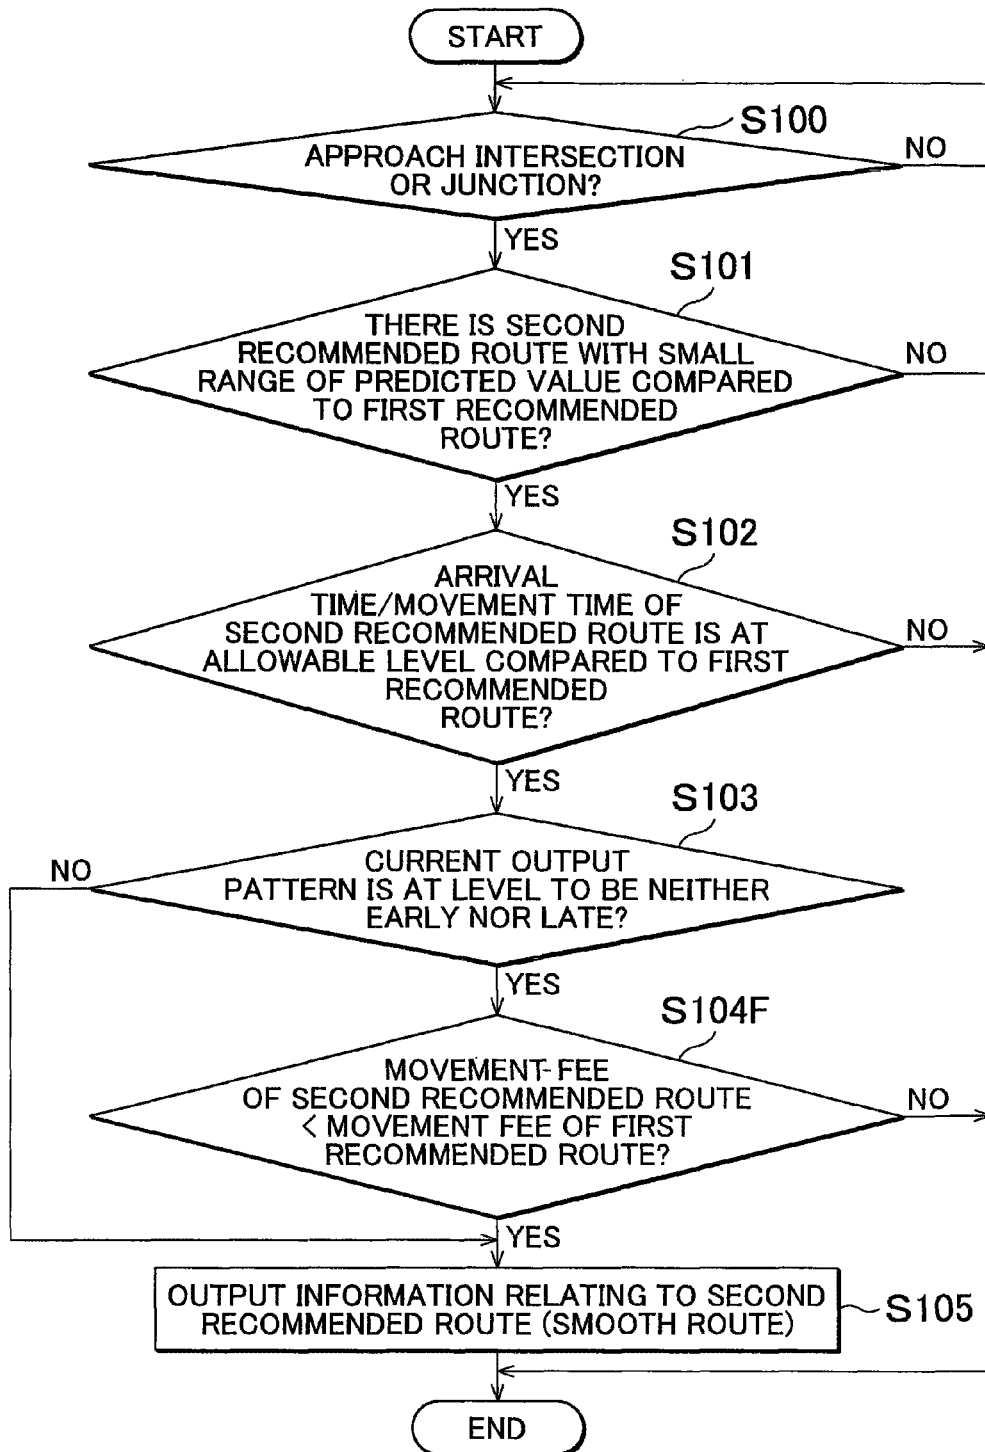 START
S100
APPROACH INTERSECTION
OR JUNCTION?
NO
YES
S101
THERE IS SECOND
RECOMMENDED ROUTE WITH SMALL
RANGE OF PREDICTED VALUE COMPARED
TO FIRST RECOMMENDED
ROUTE?
NO
YES
S102
ARRIVAL
TIME/MOVEMENT TIME OF
SECOND RECOMMENDED ROUTE IS AT
ALLOWABLE LEVEL COMPARED TO FIRST
RECOMMENDED
ROUTE?
NO
YES
S103
NO
CURRENT OUTPUT
PATTERN IS AT LEVEL TO BE NEITHER
EARLY NOR LATE?
YES
S104F
MOVEMENT-FEE
OF SECOND RECOMMENDED ROUTE
< MOVEMENT FEE OF FIRST
RECOMMENDED ROUTE?
NO
YES
OUTPUT INFORMATION RELATING TO SECOND
RECOMMENDED ROUTE (SMOOTH ROUTE)
S105
END